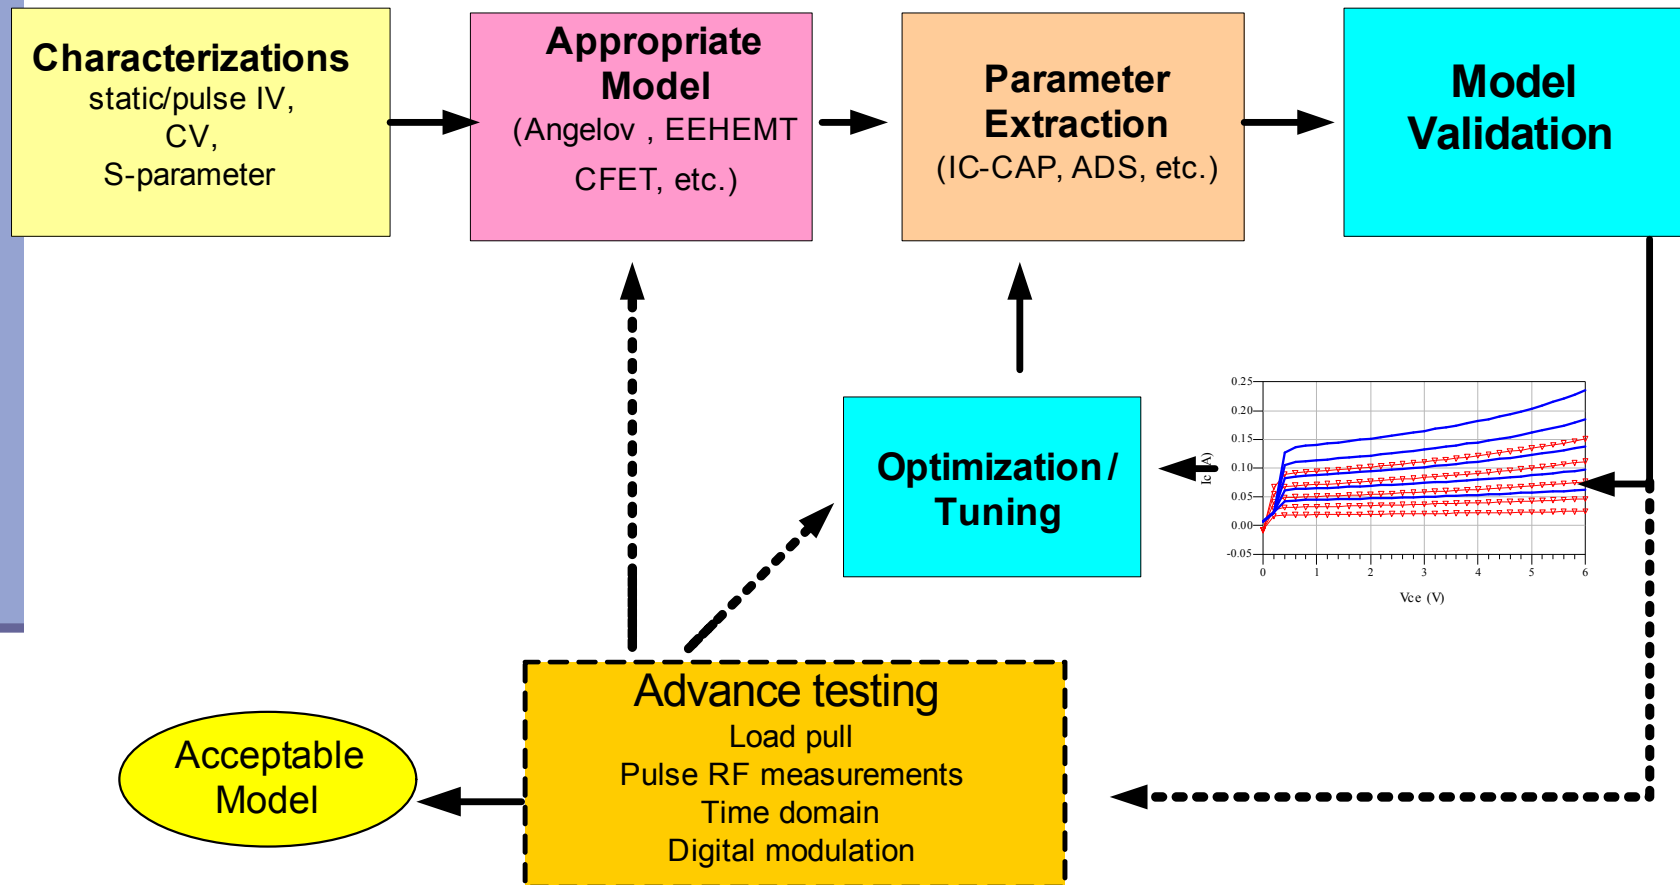 Characterizations
static/pulse IV,
CV,
S-parameter
Appropriate
Model
(Angelov , EEHEMT
CFET, etc.)
Parameter
Extraction
(IC-CAP, ADS, etc.)
Model
Validation
Optimization /
Tuning
0.25
0.20
0.15
0.10
0.05
0.00
-0.05
0 1 2 3 4 5 6
Vce (V)
Advance testing
Load pull
Pulse RF measurements
Time domain
Digital modulation
Acceptable
Model